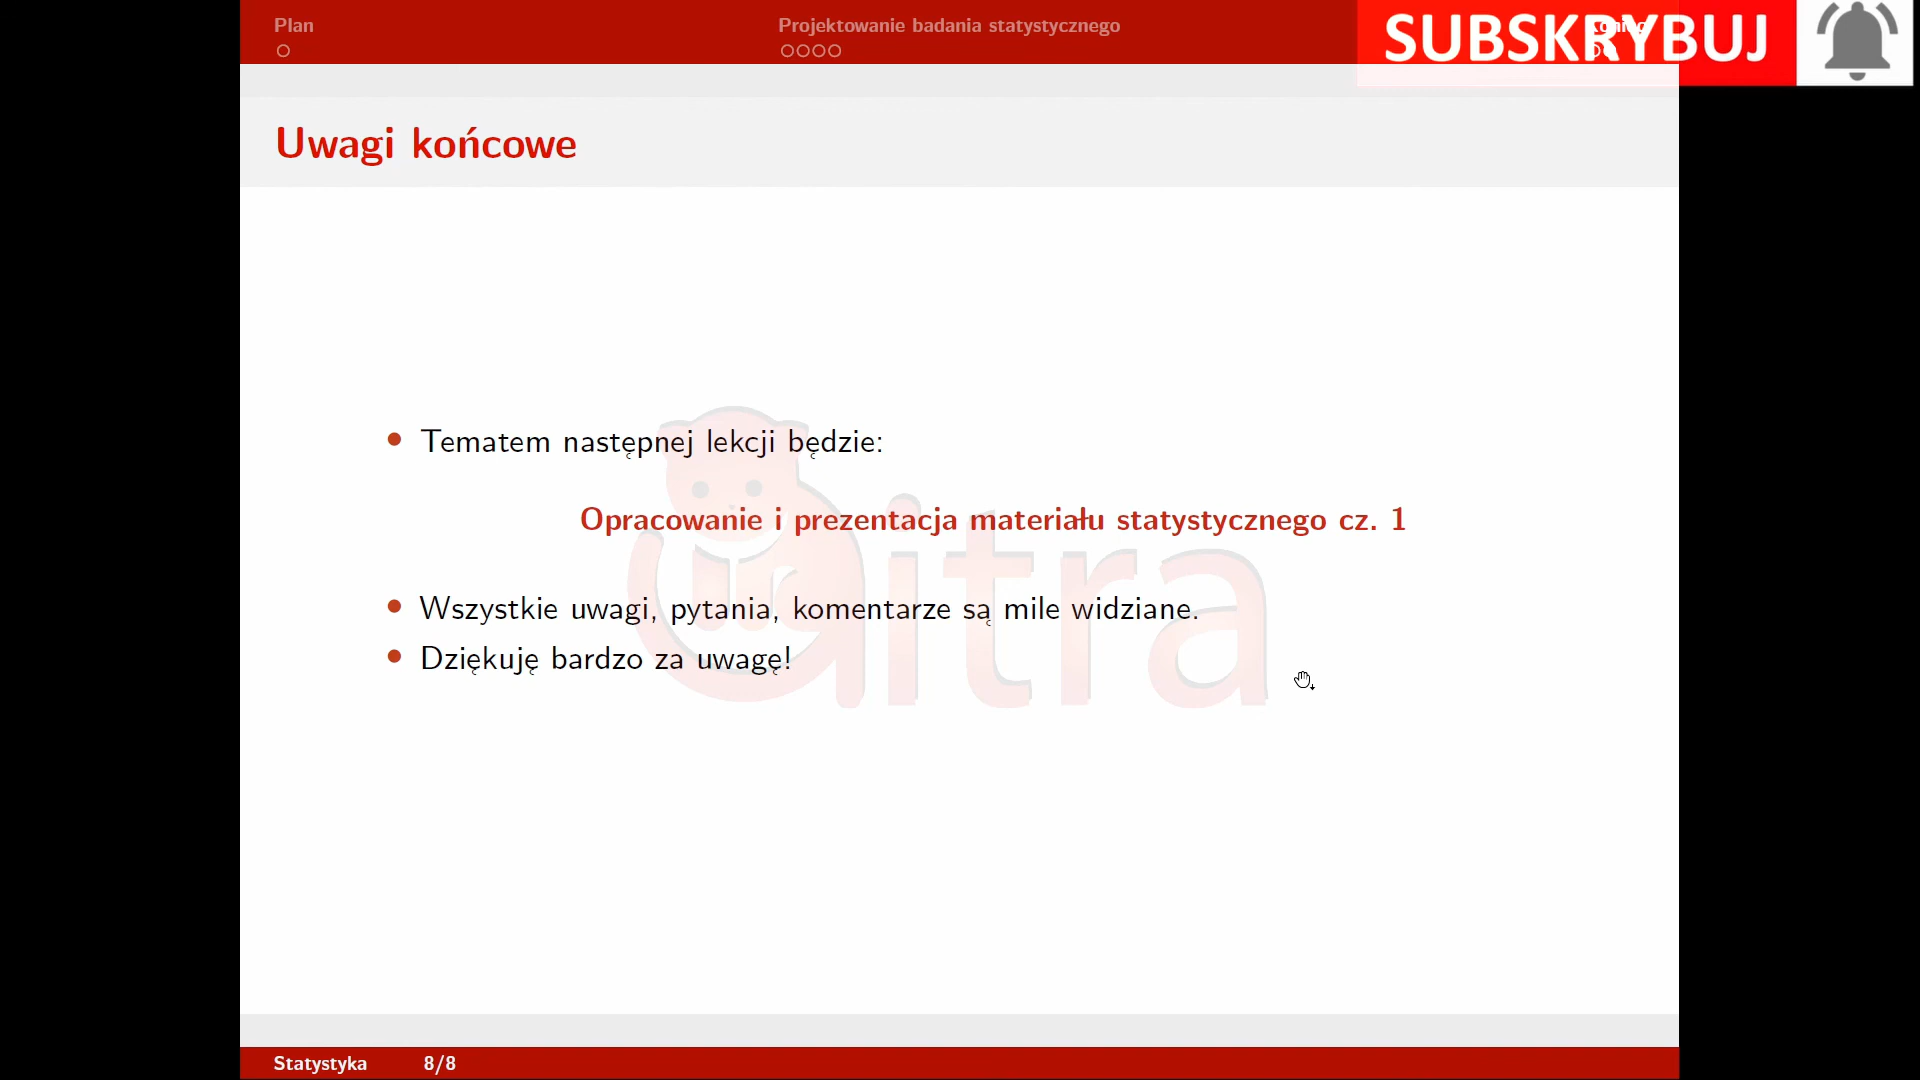 Plan
Projektowanie badania statystycznego
SUBSKRYBUJ
Uwagi końcowe
Tematem następnej lekcji będzie:
Opracowanie i prezentacja materiału statystycznego cz. 1
Wszystkie uwagi, pytania, komentarze są mile widziane.
Dziękuję bardzo za uwagę!
itra
Statystyka 8/8